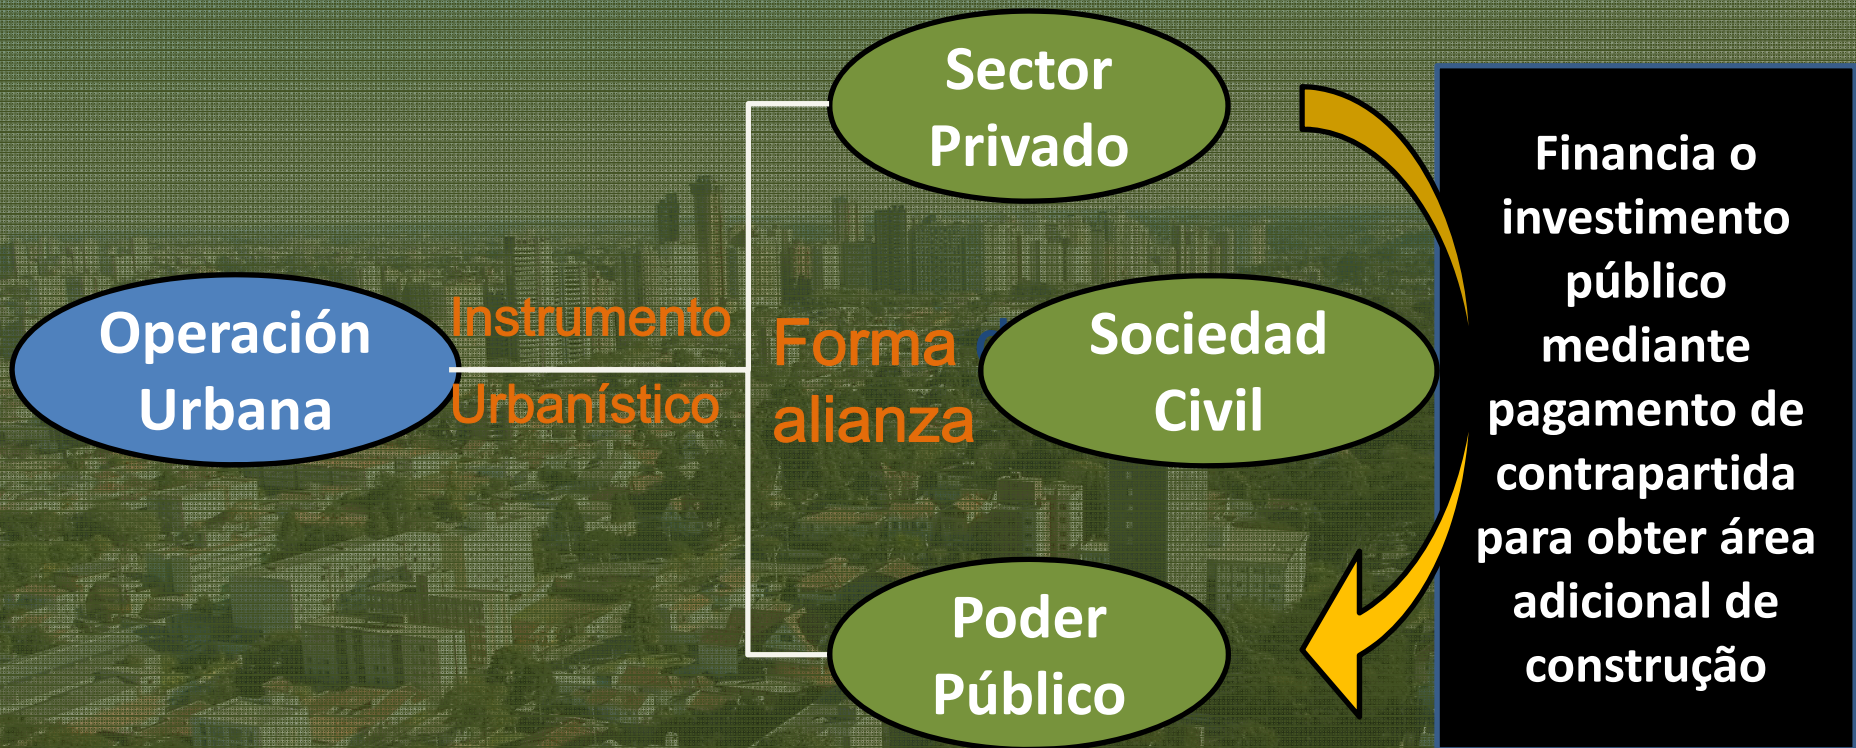 Operación
Urbana
Instrumento
Urbanístico
Forma
alianza
Sector
Privado
Sociedad
Civil
Poder
Público
Financia o
investimento
público
mediante
pagamento de
contrapartida
para obter área
adicional de
construção